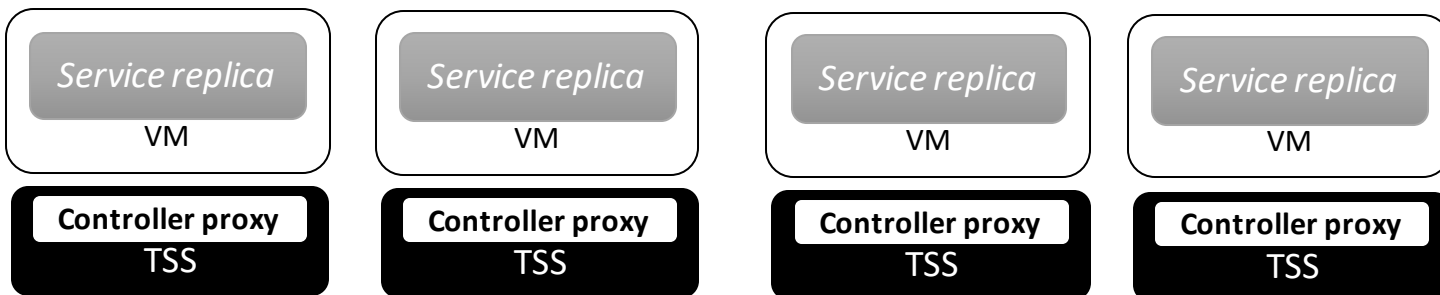 Service replica
VM
Controller proxy
TSS
Service replica
VM
Controller proxy
TSS
Service replica
VM
Controller proxy
TSS
Service replica
VM
Controller proxy
TSS